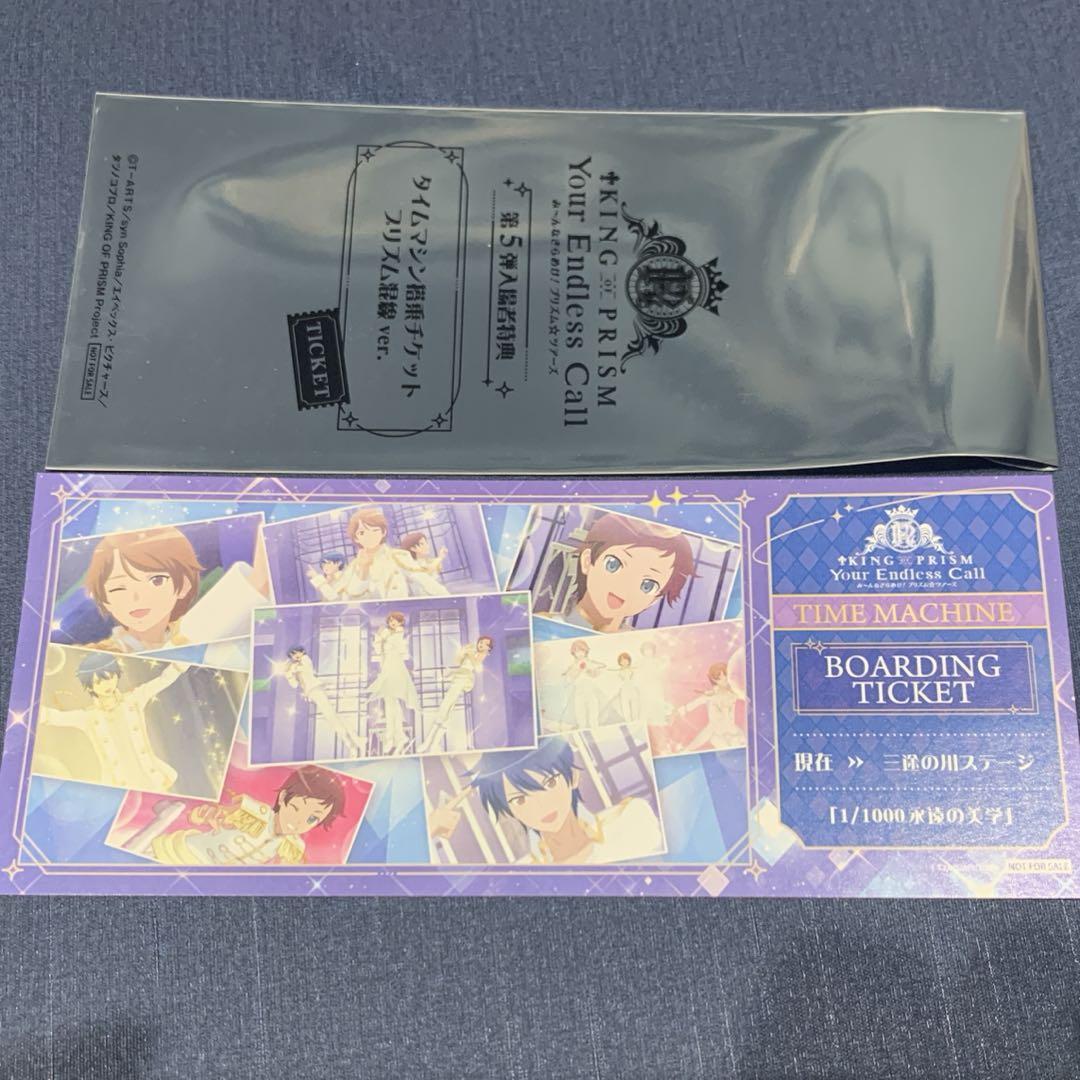 KING OF PRISM
Your Endless Call
み～んなきらめけ！プリズム☆ツアーズ
第5弾入場者特典
タイムマシン搭乗チケット
プリズム混線 ver.
TICKET
©T-ARTS/syn Sophia/エイベックス・ピクチャーズ/
タツノコプロ/KING OF PRISM Project NOT FOR SALE
KING OF PRISM
Your Endless Call
み～んなきらめけ！プリズム☆ツアーズ
TIME MACHINE
BOARDING
TICKET
現在 >> 三途の川ステージ
「1/1000永遠の美学」
NOT FOR SALE